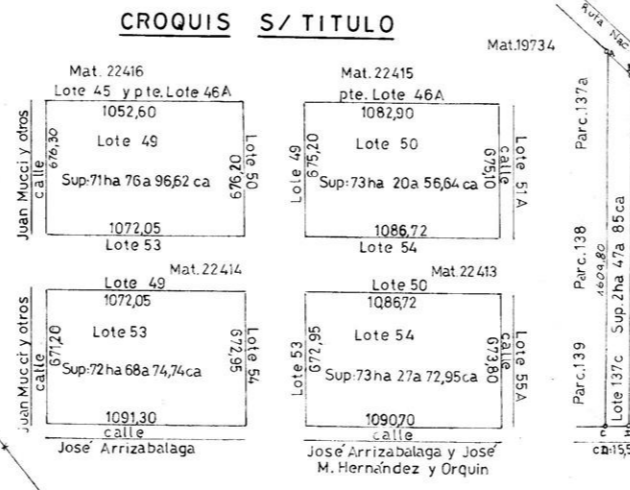 CROQUIS S/ TITULO
Mat. 22416
Lote 45 y pte. Lote 46A
1052,60
Juan Mucci y otros
calle
676,30
Lote 49
Sup:71ha 76a 96,62 ca
Lote 50
1072,05
Lote 53
Mat. 22415
pte. Lote 46A
1082,90
Lote 49
675,20
Lote 50
Sup:73ha 20a 56,64 ca
675,10
calle
Lote 51A
1086,72
Lote 54
Lote 49
Mat. 22414
1072,05
Juan Mucci y otros
calle
671,20
Lote 53
Sup:72ha 68a 74,74ca
672,95
Lote 54
1091,30
calle
José Arrizabalaga
Lote 50
Mat. 22413
1086,72
Lote 53
672,95
Lote 54
Sup:73ha 27a 72,95ca
673,80
calle
Lote 55A
1090,70
calle
José Arrizabalaga y José
M. Hernández y Orquin
Mat.19734
Ruta Nac
Parc.137a
Parc.138
Parc.139
1609,80
Lote 137c Sup.2ha 47a 85ca